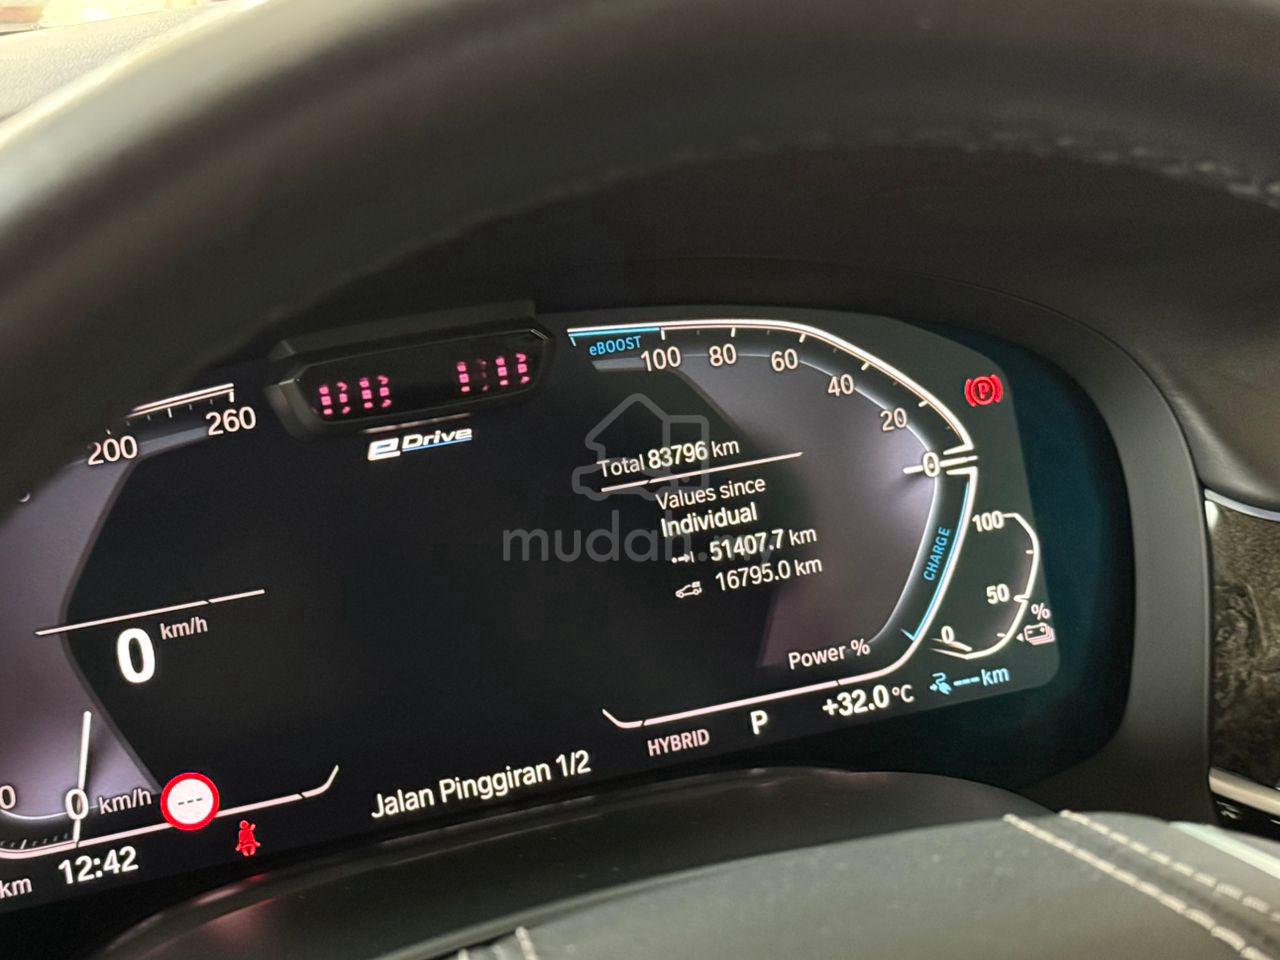 eBOOST
100 80 60 40 20 0
200 260
eDrive
Total 83796 km
Values since
Individual
51407.7 km
16795.0 km
mudah.my
CHARGE
100
50
0
%
0 km/h
Power %
--- km
+32.0 °C
P
HYBRID
Jalan Pinggiran 1/2
0 km/h
---
12:42
km
P